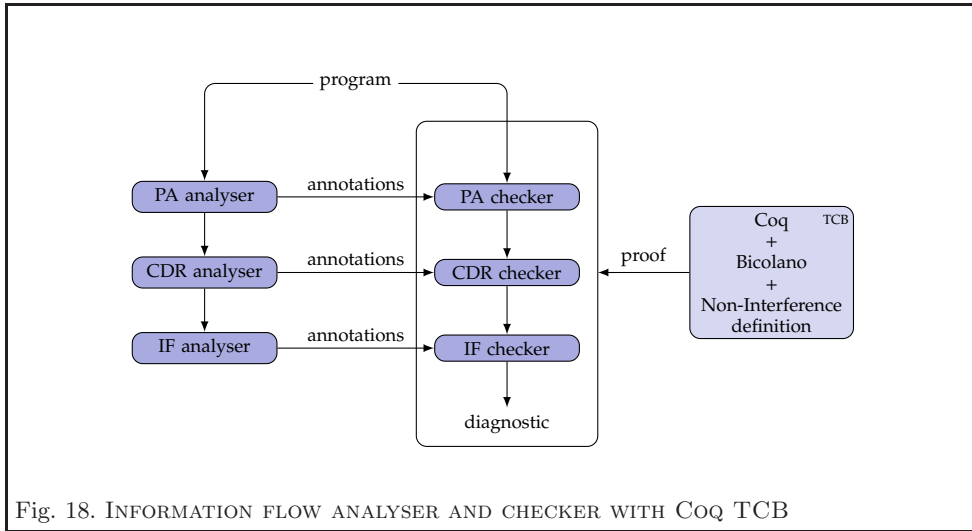 program
PA analyser
annotations
PA checker
CDR analyser
annotations
CDR checker
IF analyser
annotations
IF checker
diagnostic
proof
Coq
TCB
+
Bicolano
+
Non-Interference
definition
Fig. 18. Information flow analyser and checker with Coq TCB